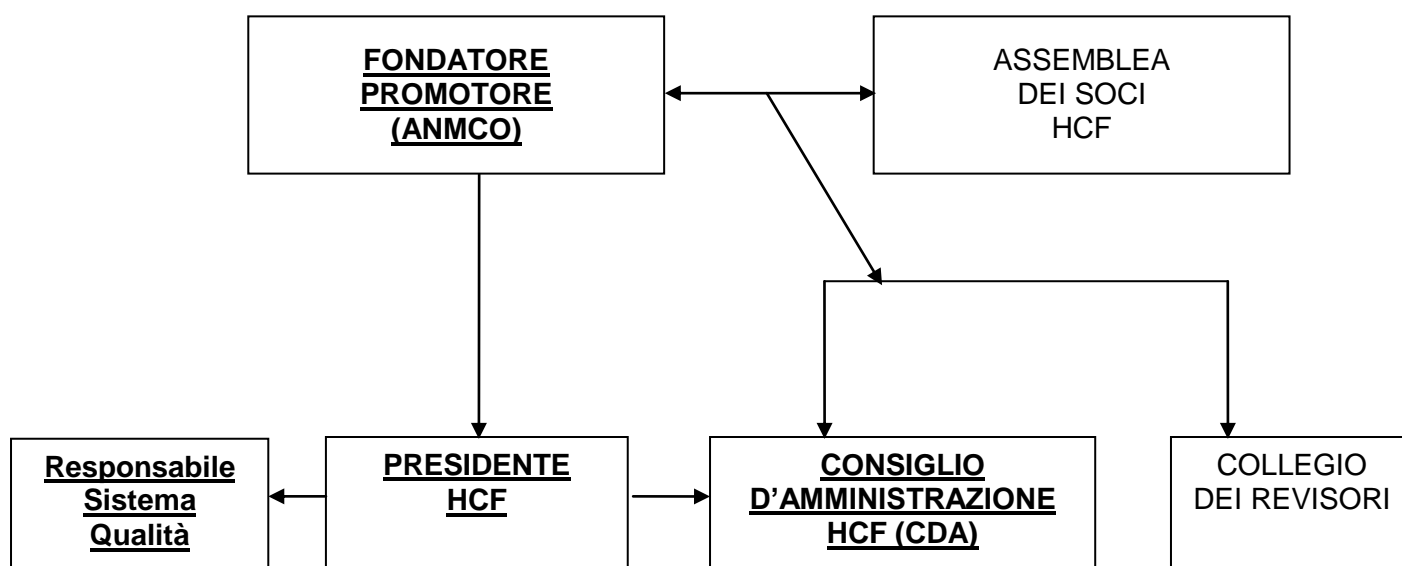 FONDATORE
PROMOTORE
(ANMCO)
ASSEMBLEA
DEI SOCI
HCF
Responsabile
Sistema
Qualità
PRESIDENTE
HCF
CONSIGLIO
D’AMMINISTRAZIONE
HCF (CDA)
COLLEGIO
DEI REVISORI